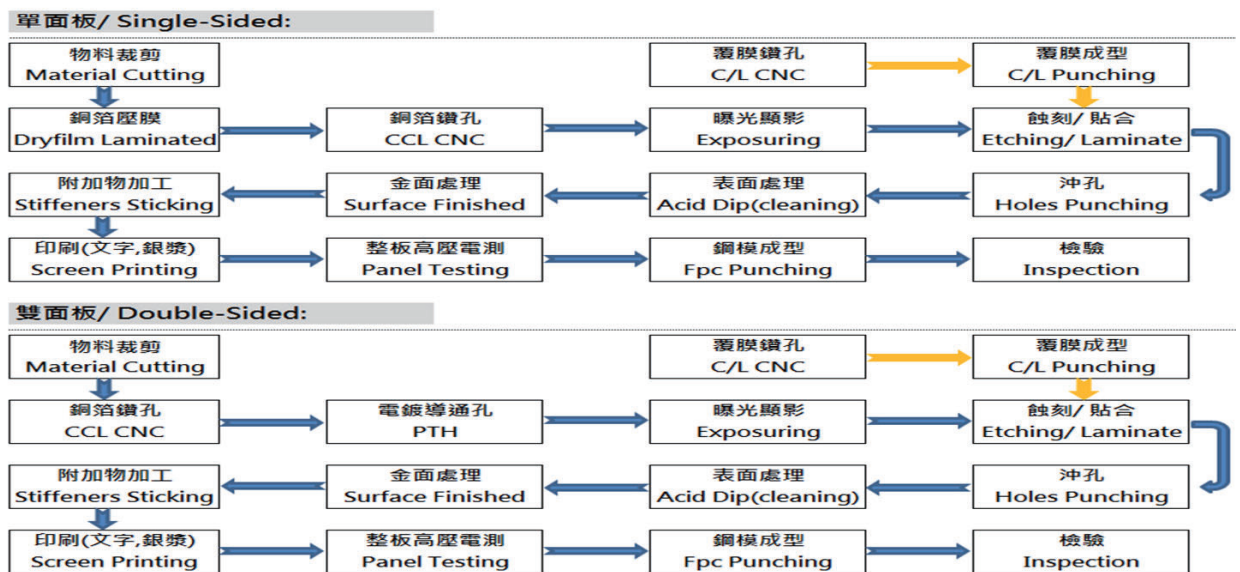 單面板/ Single-Sided:
物料裁剪
Material Cutting
覆膜鑽孔
C/L CNC
覆膜成型
C/L Punching
銅箔壓膜
Dryfilm Laminated
銅箔鑽孔
CCL CNC
曝光顯影
Exposuring
蝕刻/ 貼合
Etching/ Laminate
附加物加工
Stiffeners Sticking
金面處理
Surface Finished
表面處理
Acid Dip(cleaning)
沖孔
Holes Punching
印刷(文字,銀漿)
Screen Printing
整板高壓電測
Panel Testing
鋼模成型
Fpc Punching
檢驗
Inspection
雙面板/ Double-Sided:
物料裁剪
Material Cutting
覆膜鑽孔
C/L CNC
覆膜成型
C/L Punching
銅箔鑽孔
CCL CNC
電鍍導通孔
PTH
曝光顯影
Exposuring
蝕刻/ 貼合
Etching/ Laminate
附加物加工
Stiffeners Sticking
金面處理
Surface Finished
表面處理
Acid Dip(cleaning)
沖孔
Holes Punching
印刷(文字,銀漿)
Screen Printing
整板高壓電測
Panel Testing
鋼模成型
Fpc Punching
檢驗
Inspection